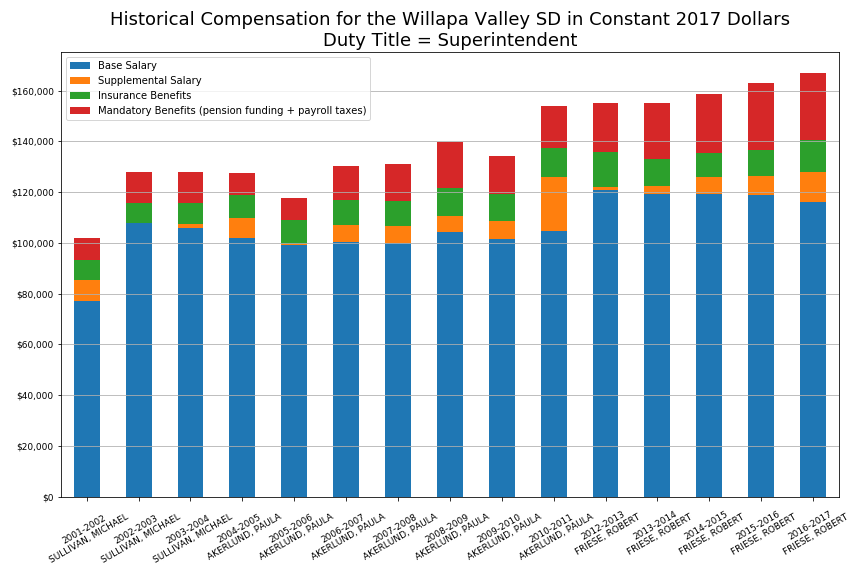 Historical Compensation for the Willapa Valley SD in Constant 2017 Dollars
Duty Title = Superintendent
Base Salary
Supplemental Salary
Insurance Benefits
Mandatory Benefits (pension funding + payroll taxes)
$160,000
$140,000
$120,000
$100,000
$80,000
$60,000
$40,000
$20,000
$0
2001-2002
SULLIVAN, MICHAEL
2002-2003
SULLIVAN, MICHAEL
2003-2004
SULLIVAN, MICHAEL
2004-2005
AKERLUND, PAULA
2005-2006
AKERLUND, PAULA
2006-2007
AKERLUND, PAULA
2007-2008
AKERLUND, PAULA
2008-2009
AKERLUND, PAULA
2009-2010
AKERLUND, PAULA
2010-2011
AKERLUND, PAULA
2012-2013
FRIESE, ROBERT
2013-2014
FRIESE, ROBERT
2014-2015
FRIESE, ROBERT
2015-2016
FRIESE, ROBERT
2016-2017
FRIESE, ROBERT